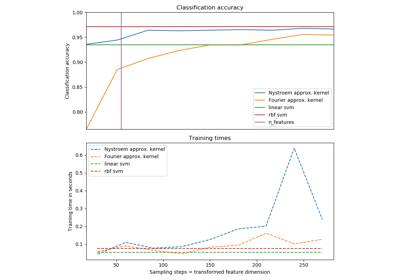 Classification accuracy
1.00
0.95
0.90
0.85
0.80
Classification accuracy
Nystroem approx. kernel
Fourier approx. kernel
linear svm
rbf svm
n_features
Training times
0.6
0.5
0.4
0.3
0.2
0.1
Training time in seconds
Nystroem approx. kernel
Fourier approx. kernel
linear svm
rbf svm
50
100
150
200
250
Sampling steps = transformed feature dimension